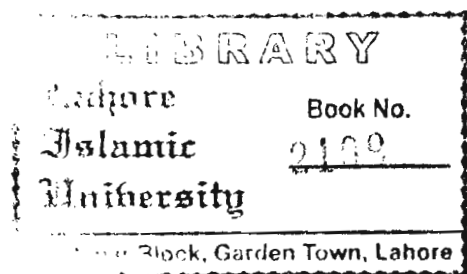 LIBRARY
Lahore
Book No.
Islamic
2109
University
Block, Garden Town, Lahore